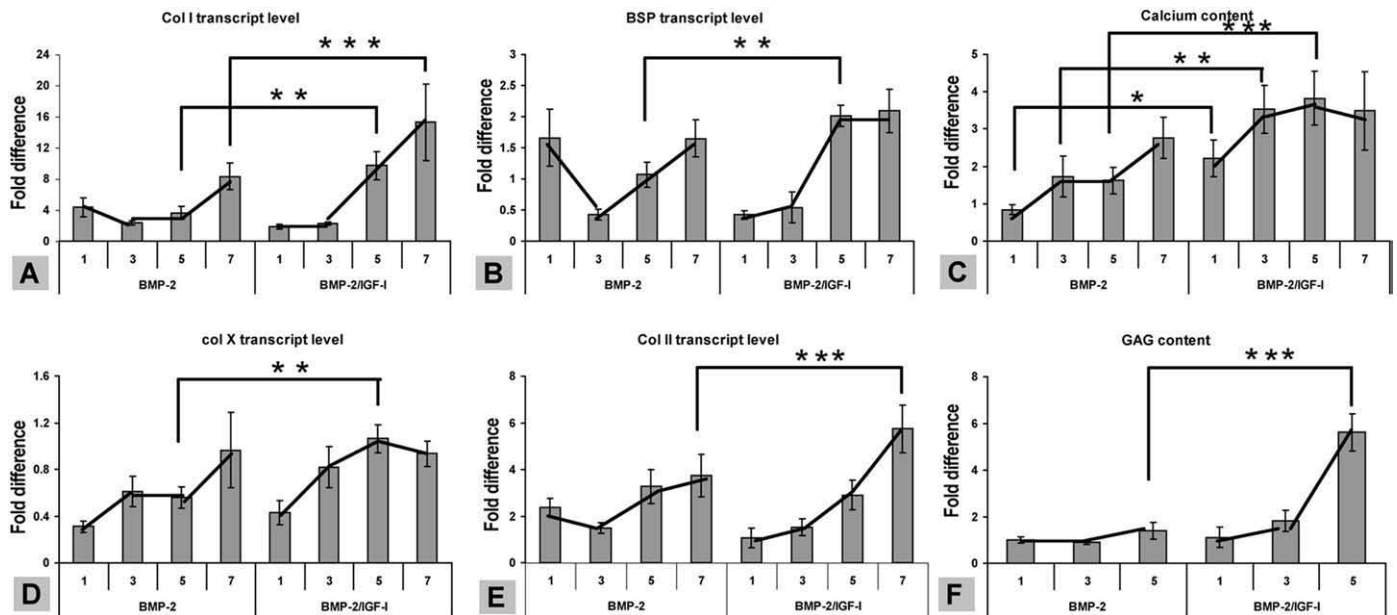 Col I transcript level
Fold difference
24
20
16
12
8
4
0
* * *
* *
1 3 5 7 1 3 5 7
BMP-2 BMP-2/IGF-I
A
BSP transcript level
Fold difference
3
2.5
2
1.5
1
0.5
0
* *
1 3 5 7 1 3 5 7
BMP-2 BMP-2/IGF-I
B
Calcium content
Fold difference
5
4
3
2
1
0
***
* *
*
1 3 5 7 1 3 5 7
BMP-2 BMP-2/IGF-I
C
col X transcript level
Fold difference
1.6
1.2
0.8
0.4
0
* *
1 3 5 7 1 3 5 7
BMP-2 BMP-2/IGF-I
D
Col II transcript level
Fold difference
8
6
4
2
0
***
1 3 5 7 1 3 5 7
BMP-2 BMP-2/IGF-I
E
GAG content
Fold difference
8
6
4
2
0
***
1 3 5 1 3 5
BMP-2 BMP-2/IGF-I
F